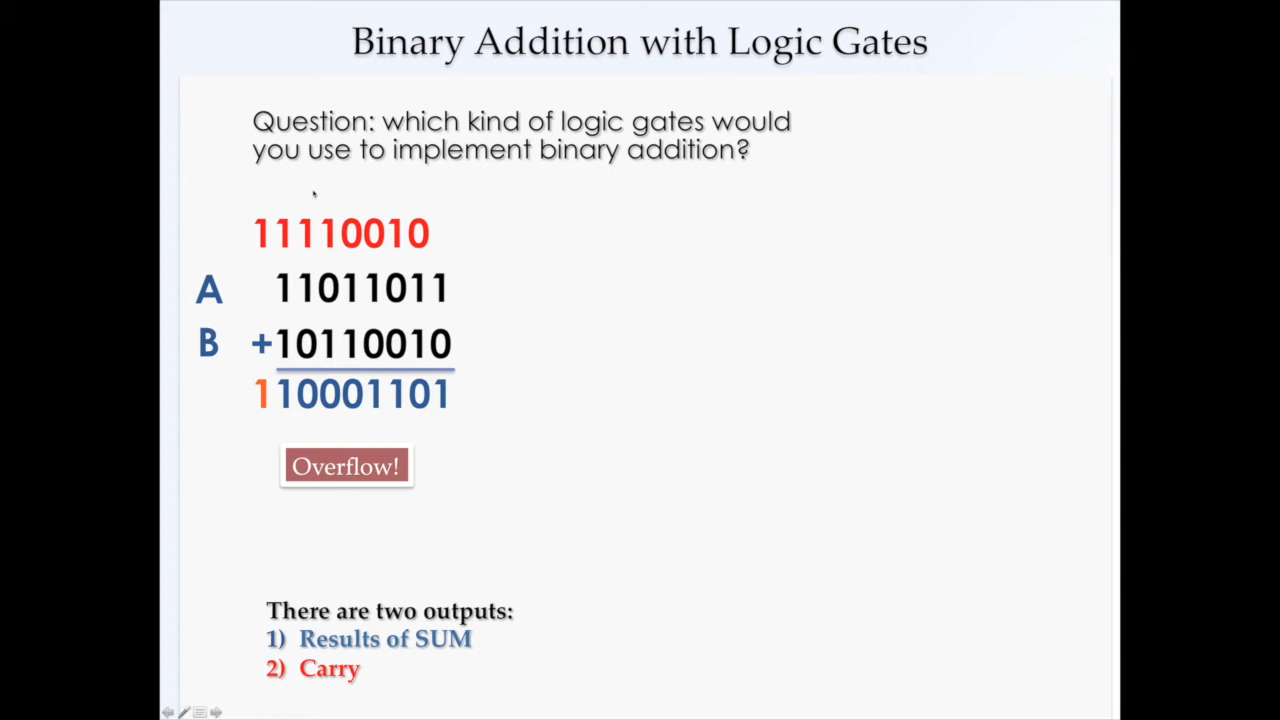 Binary Addition with Logic Gates
Question: which kind of logic gates would
you use to implement binary addition?
11110010
A 11011011
B +10110010
110001101
Overflow!
There are two outputs:
1) Results of SUM
2) Carry